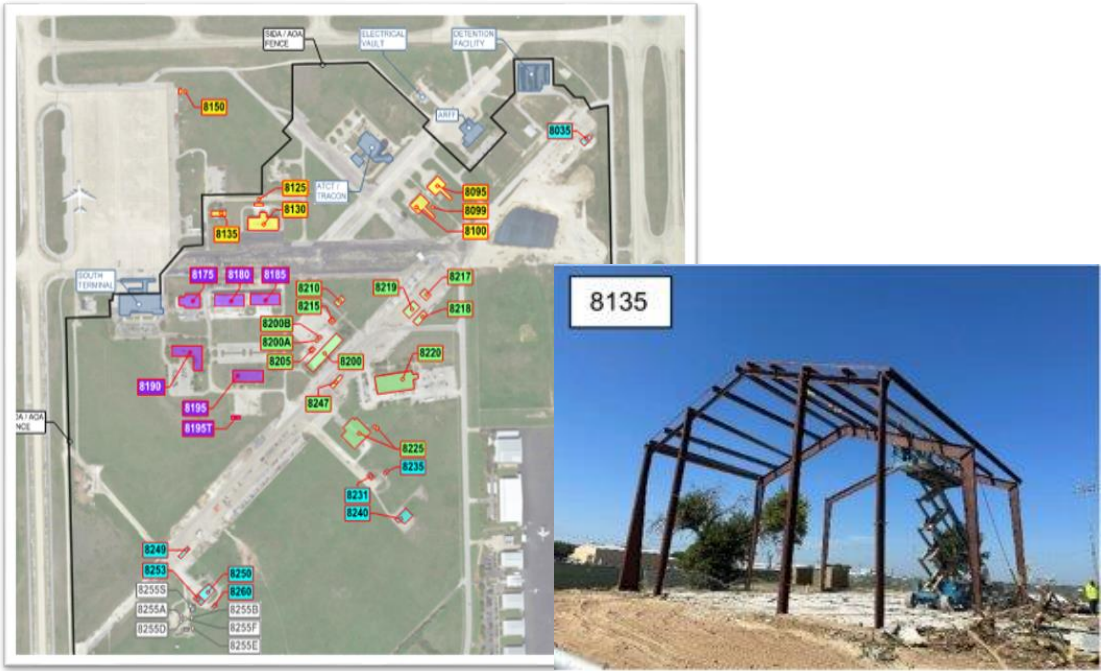 SIDA / AOA
FENCE
ELECTRICAL
VAULT
DETENTION
FACILITY
8150
ARFF
8035
ATCT /
TRACON
8125
8130
8135
8095
8099
8100
SOUTH
TERMINAL
8175
8180
8185
8210
8215
8219
8217
8218
8200B
8200A
8205
8200
8220
8190
8195
8195T
8247
8225
8235
8231
8240
DA / AOA
NCE
8249
8253
8250
8260
8255S
8255A
8255D
8255B
8255F
8255E
8135